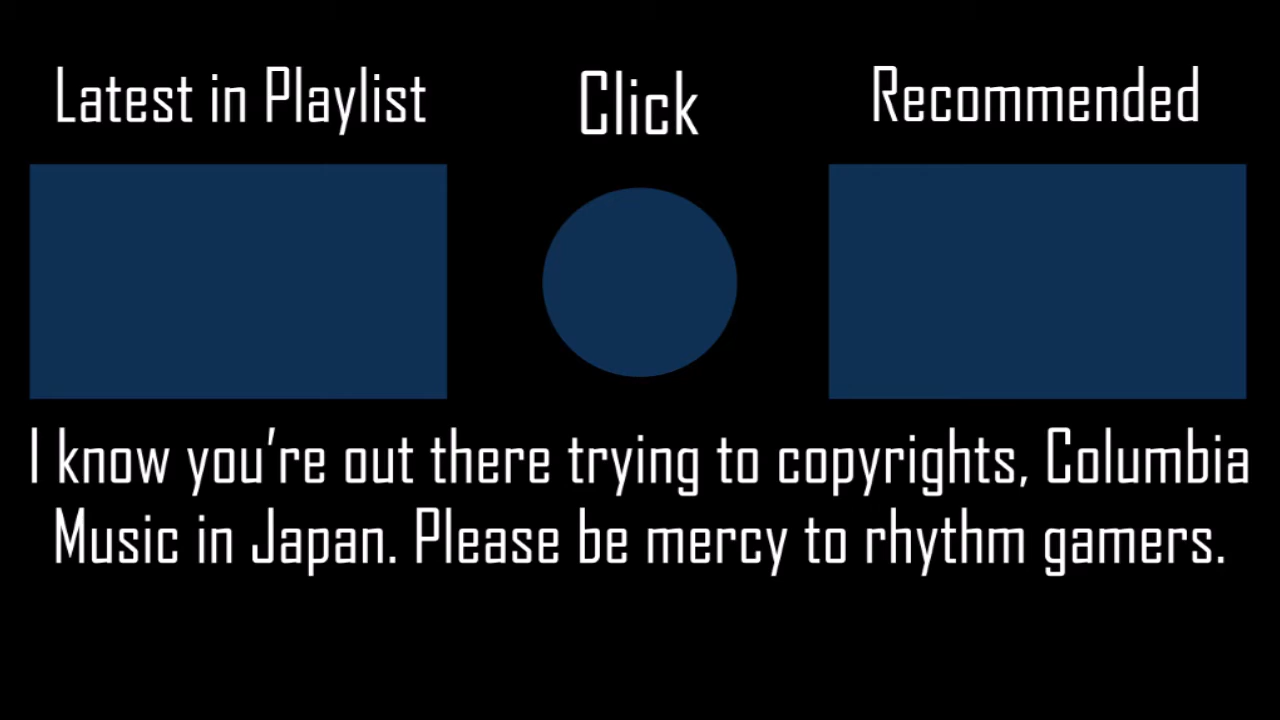 Latest in Playlist
Click
Recommended
I know you’re out there trying to copyrights, Columbia
Music in Japan. Please be mercy to rhythm gamers.